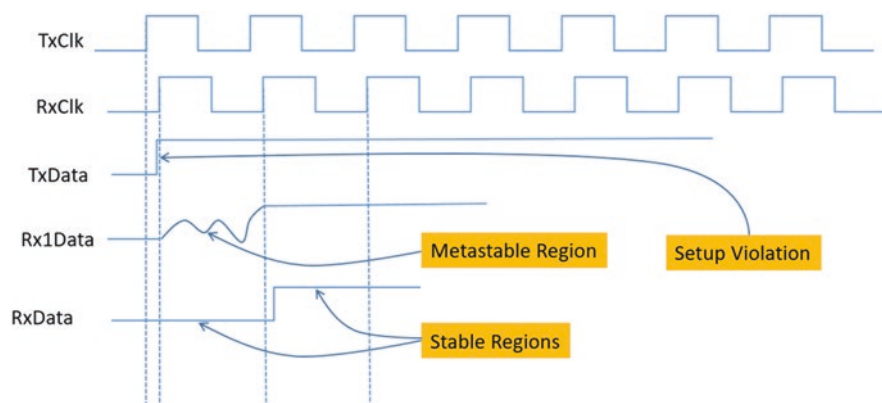 TxClk
RxClk
TxData
Rx1Data
Metastable Region
Setup Violation
RxData
Stable Regions